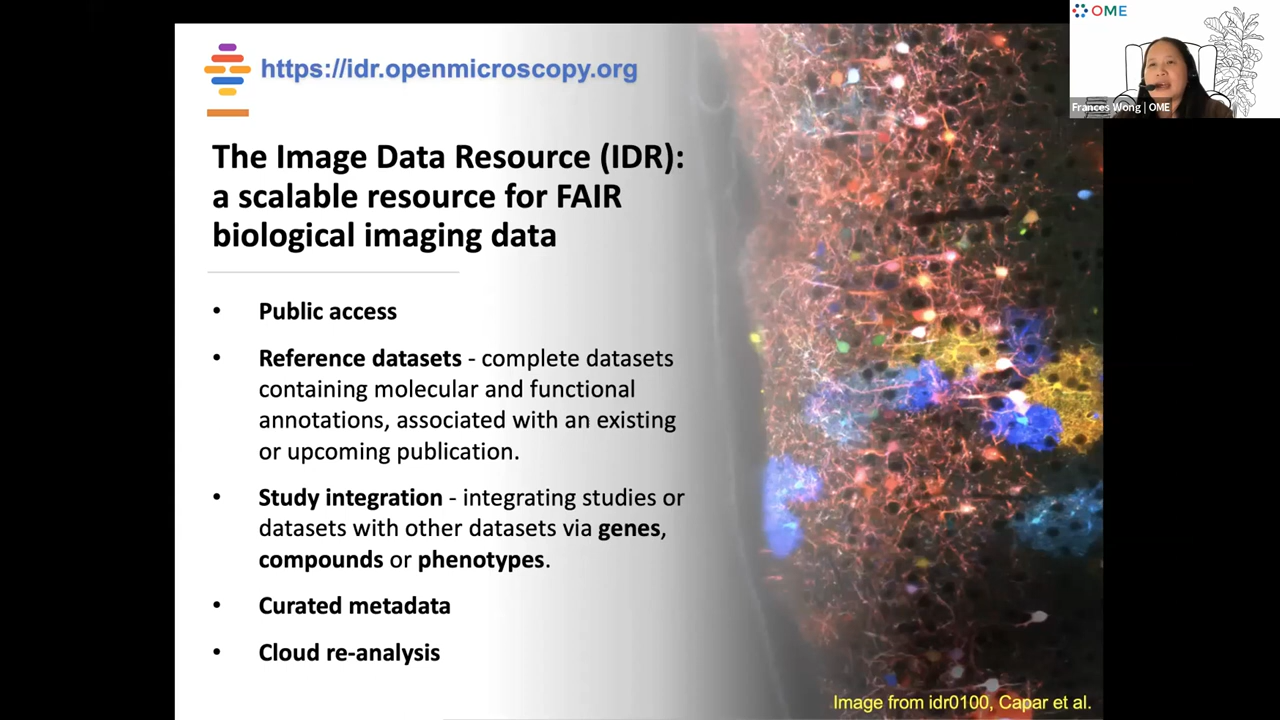 https://idr.openmicroscopy.org
The Image Data Resource (IDR):
a scalable resource for FAIR
biological imaging data
• Public access
• Reference datasets - complete datasets
containing molecular and functional
annotations, associated with an existing
or upcoming publication.
• Study integration - integrating studies or
datasets with other datasets via genes,
compounds or phenotypes.
• Curated metadata
• Cloud re-analysis
Image from idr0100, Capar et al.
OME
Frances Wong | OME